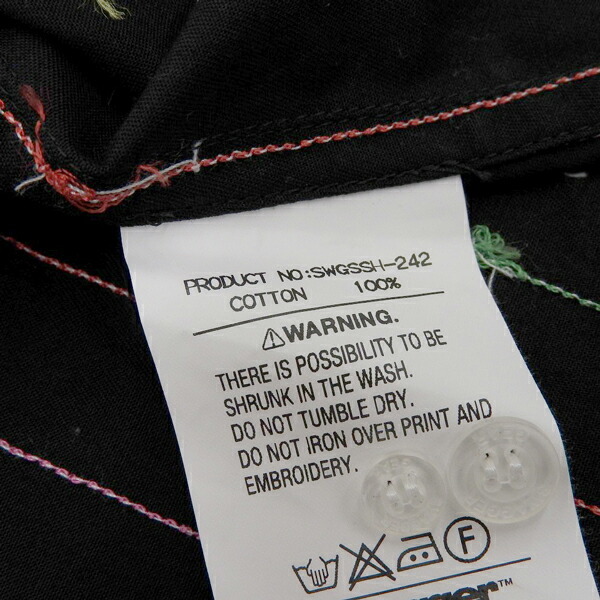 PRODUCT NO:SWGSSH-242
COTTON 100%
⚠WARNING.
THERE IS POSSIBILITY TO BE
SHRUNK IN THE WASH.
DO NOT TUMBLE DRY.
DO NOT IRON OVER PRINT AND
EMBROIDERY.
F